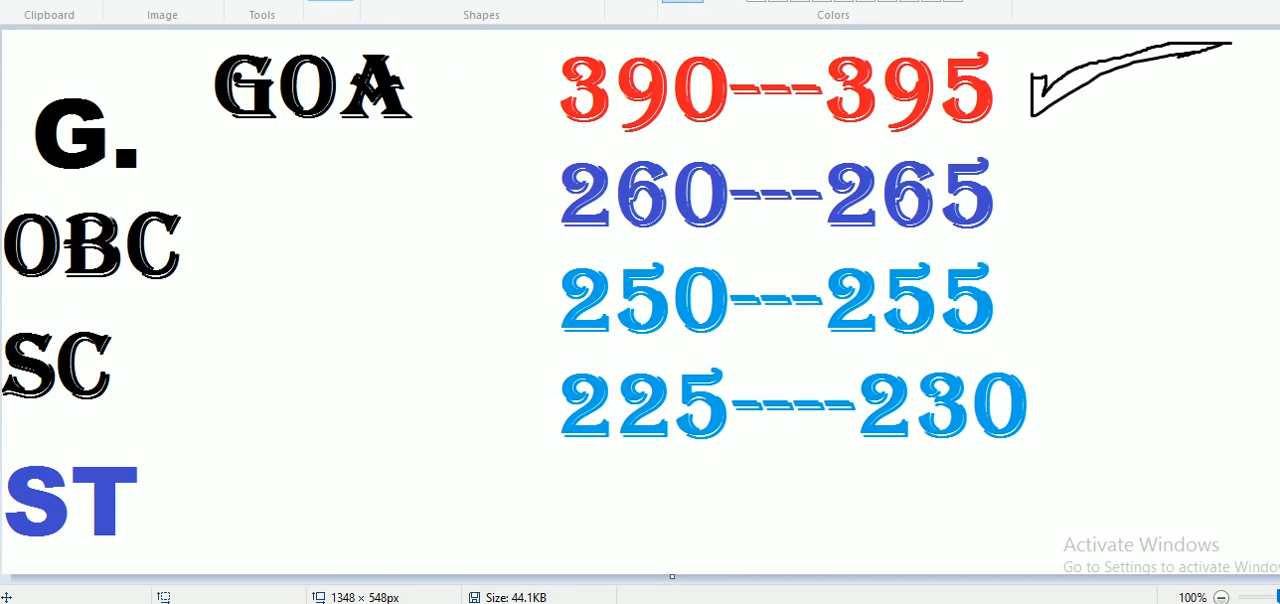 Clipboard Image Tools Shapes Colors
GOA 390---395
G.
260---265
OBC
250---255
SC
225----230
ST
Activate Windows
Go to Settings to activate Windo
1348 × 548px Size: 44.1KB 100%